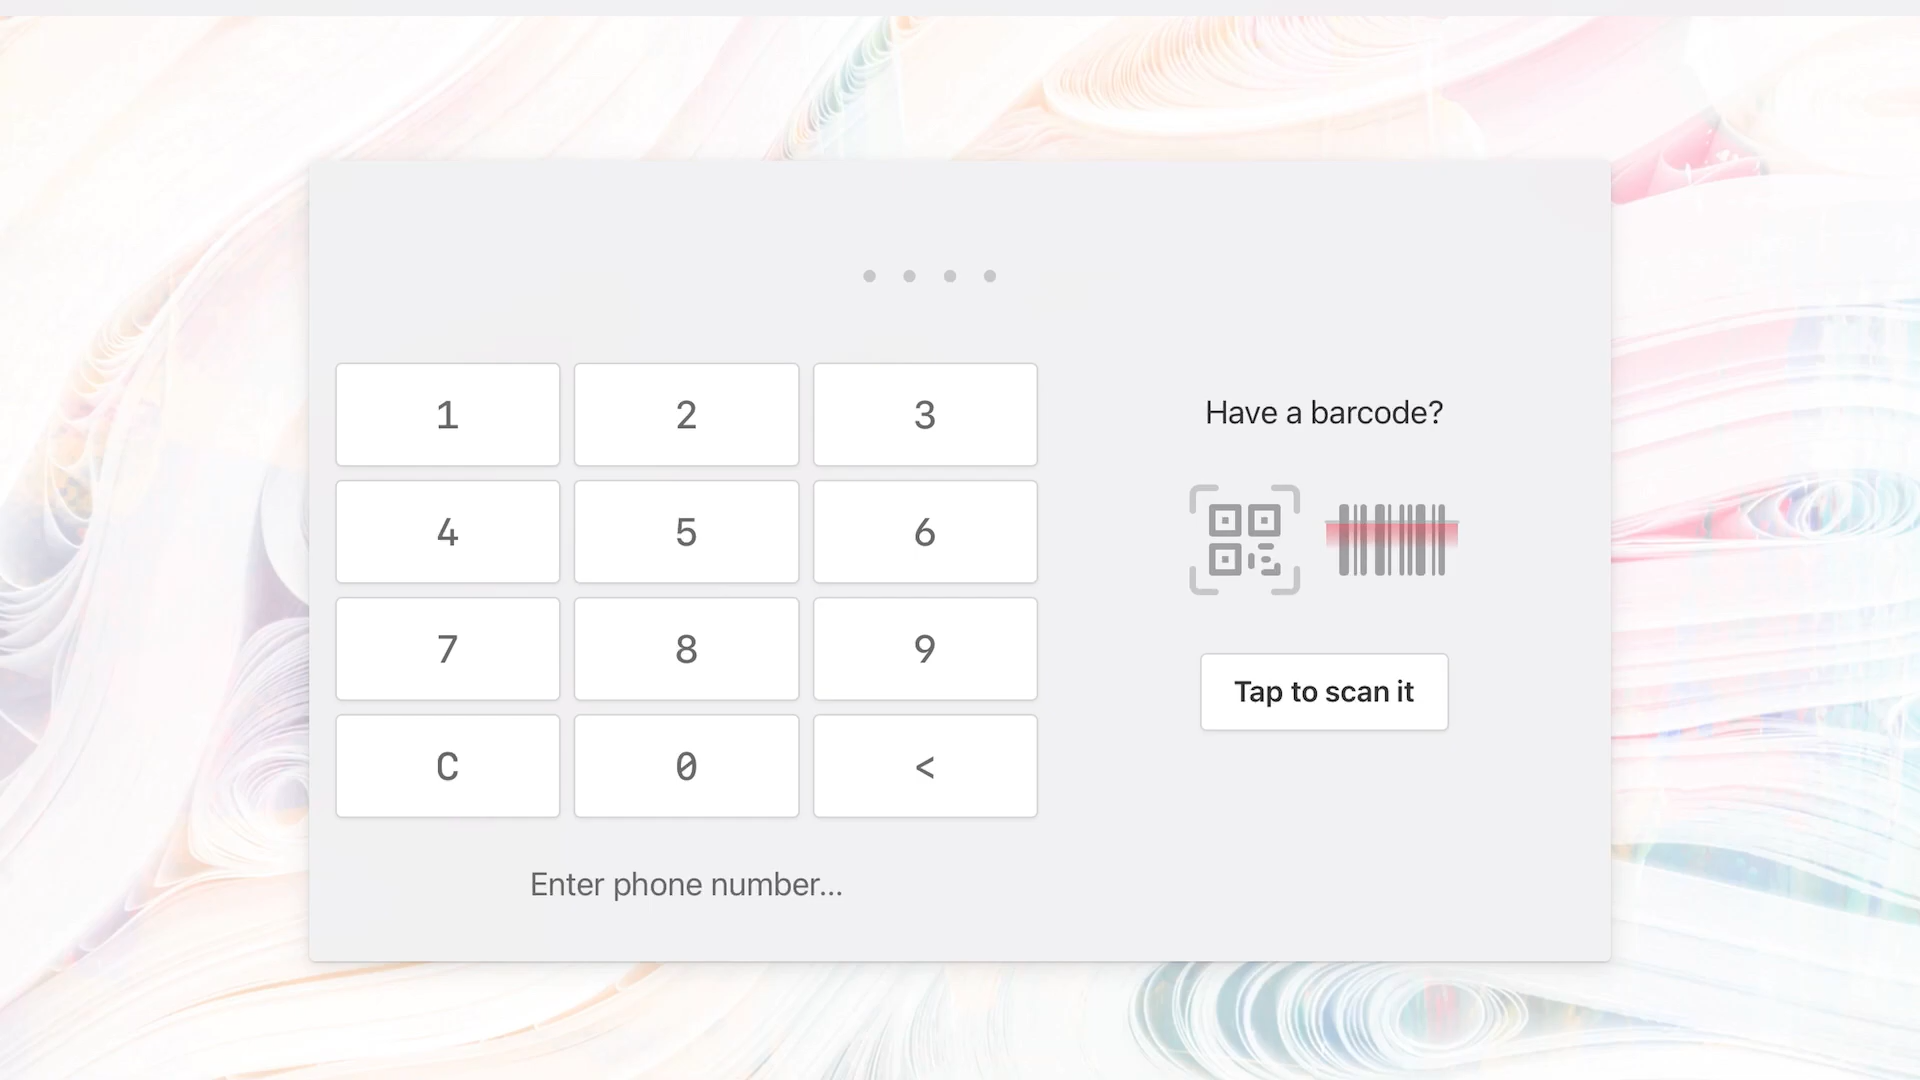 1 2 3
4 5 6
7 8 9
C 0 <
Enter phone number...
Have a barcode?
Tap to scan it